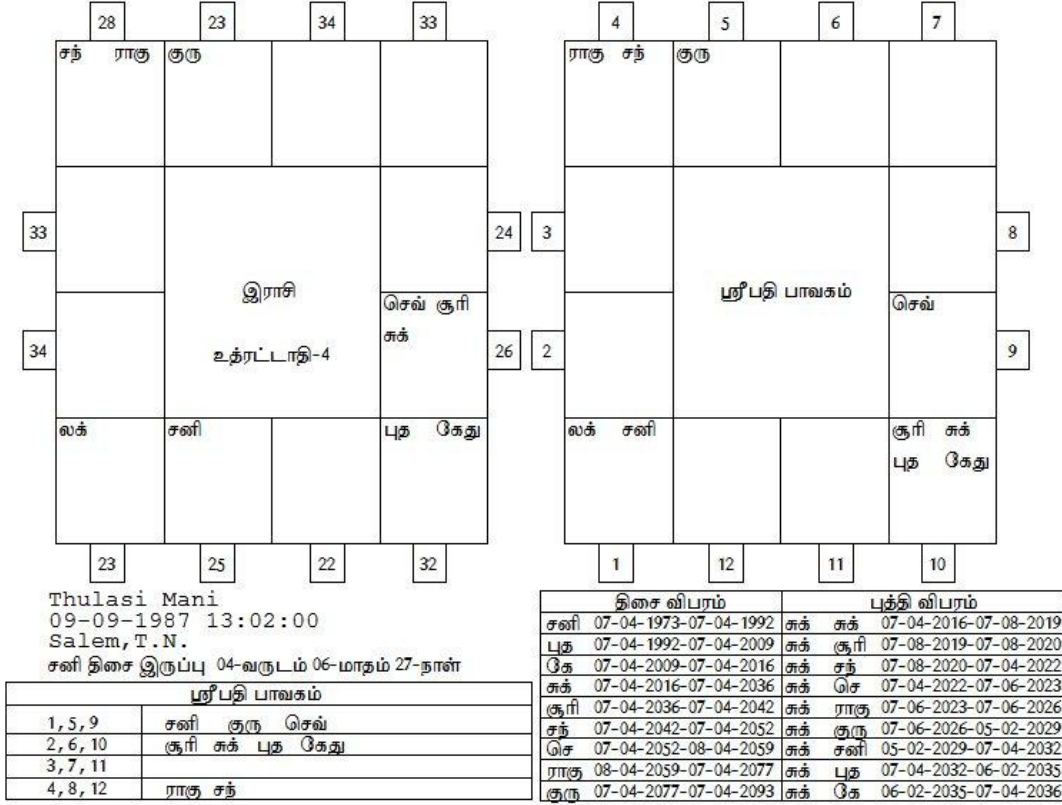 28 23 34 33
சந் ராகு குரு
33 24
இராசி
செவ் சூரி
சுக்
34 உத்ரட்டாதி-4 26
லக் சனி புத கேது
23 25 22 32
4 5 6 7
ராகு சந் குரு
3 8
ஸ்ரீபதி பாவகம்
செவ்
2 9
லக் சனி சூரி சுக்
புத கேது
1 12 11 10
Thulasi Mani
09-09-1987 13:02:00
Salem,T.N.
சனி திசை இருப்பு 04-வருடம் 06-மாதம் 27-நாள்
ஸ்ரீபதி பாவகம்
1, 5, 9 சனி குரு செவ்
2, 6, 10 சூரி சுக் புத கேது
3, 7, 11
4, 8, 12 ராகு சந்
திசை விபரம் புத்தி விபரம்
சனி 07-04-1973-07-04-1992 சுக் சுக் 07-04-2016-07-08-2019
புத 07-04-1992-07-04-2009 சுக் சூரி 07-08-2019-07-08-2020
கே 07-04-2009-07-04-2016 சுக் சந் 07-08-2020-07-04-2022
சுக் 07-04-2016-07-04-2036 சுக் செ 07-04-2022-07-06-2023
சூரி 07-04-2036-07-04-2042 சுக் ராகு 07-06-2023-07-06-2026
சந் 07-04-2042-07-04-2052 சுக் குரு 07-06-2026-05-02-2029
செ 07-04-2052-08-04-2059 சுக் சனி 05-02-2029-07-04-2032
ராகு 08-04-2059-07-04-2077 சுக் புத 07-04-2032-06-02-2035
குரு 07-04-2077-07-04-2093 சுக் கே 06-02-2035-07-04-2036